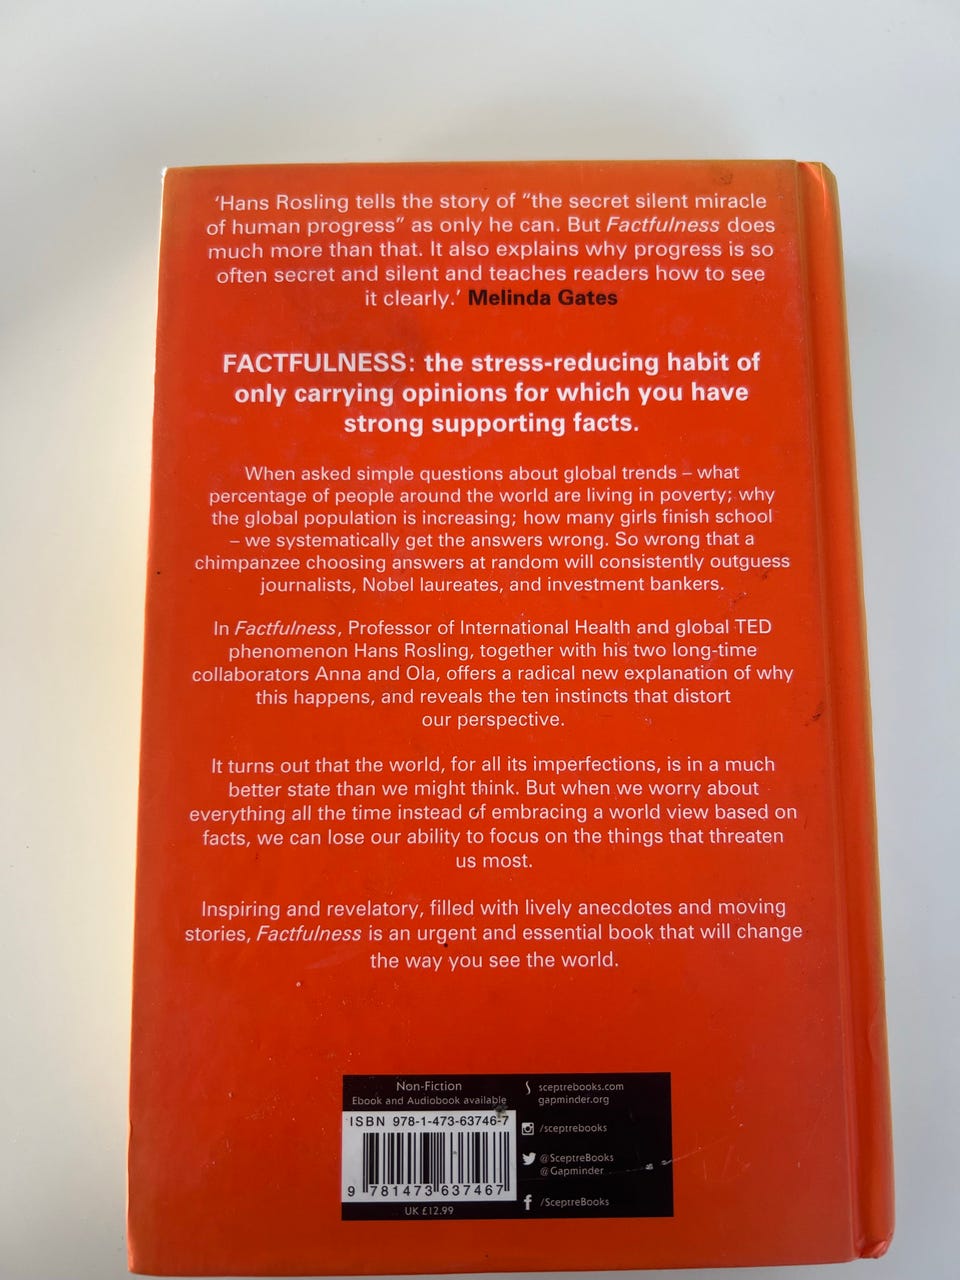 ‘Hans Rosling tells the story of “the secret silent miracle
of human progress” as only he can. But Factfulness does
much more than that. It also explains why progress is so
often secret and silent and teaches readers how to see
it clearly.’ Melinda Gates
FACTFULNESS: the stress-reducing habit of
only carrying opinions for which you have
strong supporting facts.
When asked simple questions about global trends – what
percentage of people around the world are living in poverty; why
the global population is increasing; how many girls finish school
– we systematically get the answers wrong. So wrong that a
chimpanzee choosing answers at random will consistently outguess
journalists, Nobel laureates, and investment bankers.
In Factfulness, Professor of International Health and global TED
phenomenon Hans Rosling, together with his two long-time
collaborators Anna and Ola, offers a radical new explanation of why
this happens, and reveals the ten instincts that distort
our perspective.
It turns out that the world, for all its imperfections, is in a much
better state than we might think. But when we worry about
everything all the time instead of embracing a world view based on
facts, we can lose our ability to focus on the things that threaten
us most.
Inspiring and revelatory, filled with lively anecdotes and moving
stories, Factfulness is an urgent and essential book that will change
the way you see the world.
Non-Fiction
Ebook and Audiobook available
ISBN 978-1-473-63746-7
9 781473 637467
UK £12.99
sceptrebooks.com
gapminder.org
/sceptrebooks
@SceptreBooks
@Gapminder
/SceptreBooks